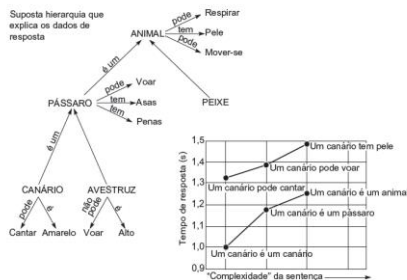 Suposta hierarquia que
explica os dados de
resposta
ANIMAL
pode
Respirar
tem
Pele
pode
Mover-se
é um
PÁSSARO
pode
Voar
tem
Asas
tem
Penas
PEIXE
é um
CANÁRIO
AVESTRUZ
pode
é
não
pode
é
Cantar
Amarelo
Voar
Alto
Tempo de resposta (s)
1,5
1,4
1,3
1,2
1,1
1,0
0,9
Um canário tem pele
Um canário pode voar
Um canário pode cantar
Um canário é um anima
Um canário é um pássaro
Um canário é um canário
"Complexidade" da sentença